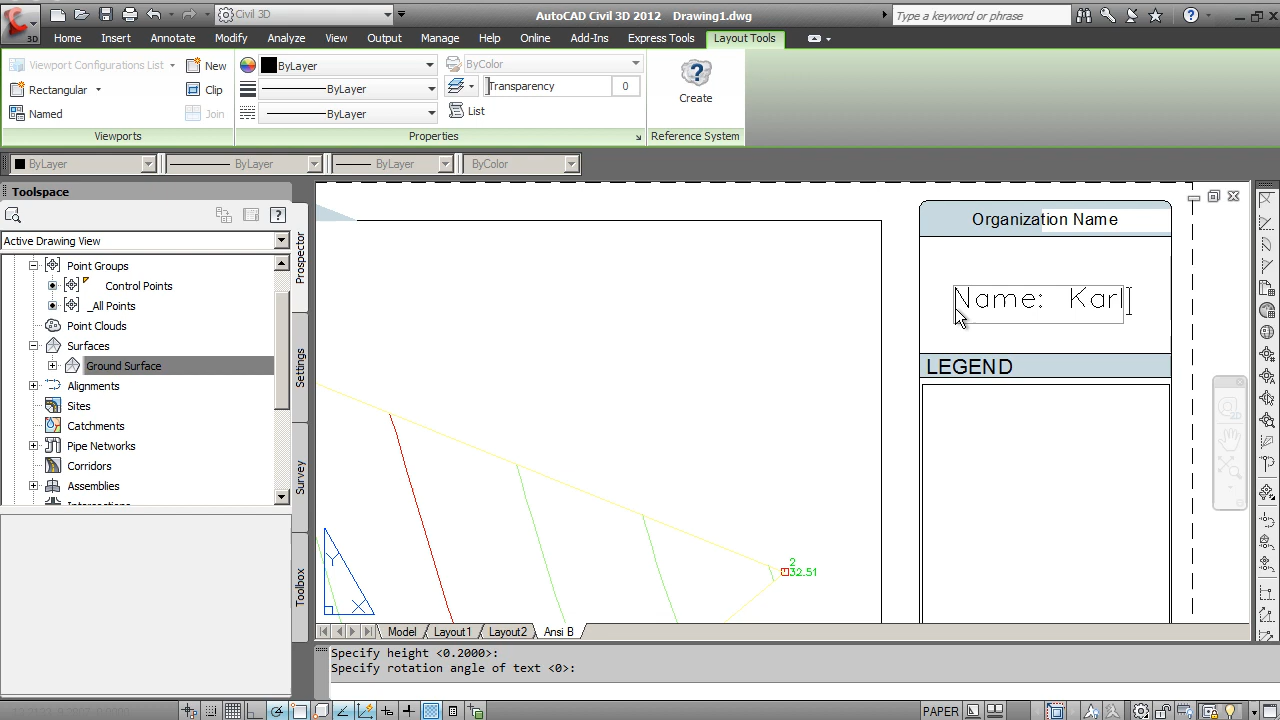 3D
Civil 3D
AutoCAD Civil 3D 2012 Drawing1.dwg
Type a keyword or phrase
Home Insert Annotate Modify Analyze View Output Manage Help Online Add-Ins Express Tools Layout Tools
Viewport Configurations List
New
Rectangular
Clip
Named
Join
Viewports
ByLayer
ByLayer
ByLayer
ByColor
Transparency 0
List
Properties
Create
Reference System
ByLayer ByLayer ByLayer ByColor
Toolspace
Active Drawing View
Point Groups
Control Points
_All Points
Point Clouds
Surfaces
Ground Surface
Alignments
Sites
Catchments
Pipe Networks
Corridors
Assemblies
Intersections
Prospector
Settings
Survey
Toolbox
Organization Name
Name: Karl
LEGEND
2
32.51
Y
X
Model Layout1 Layout2 Ansi B
Specify height <0.2000>:
Specify rotation angle of text <0>:
PAPER